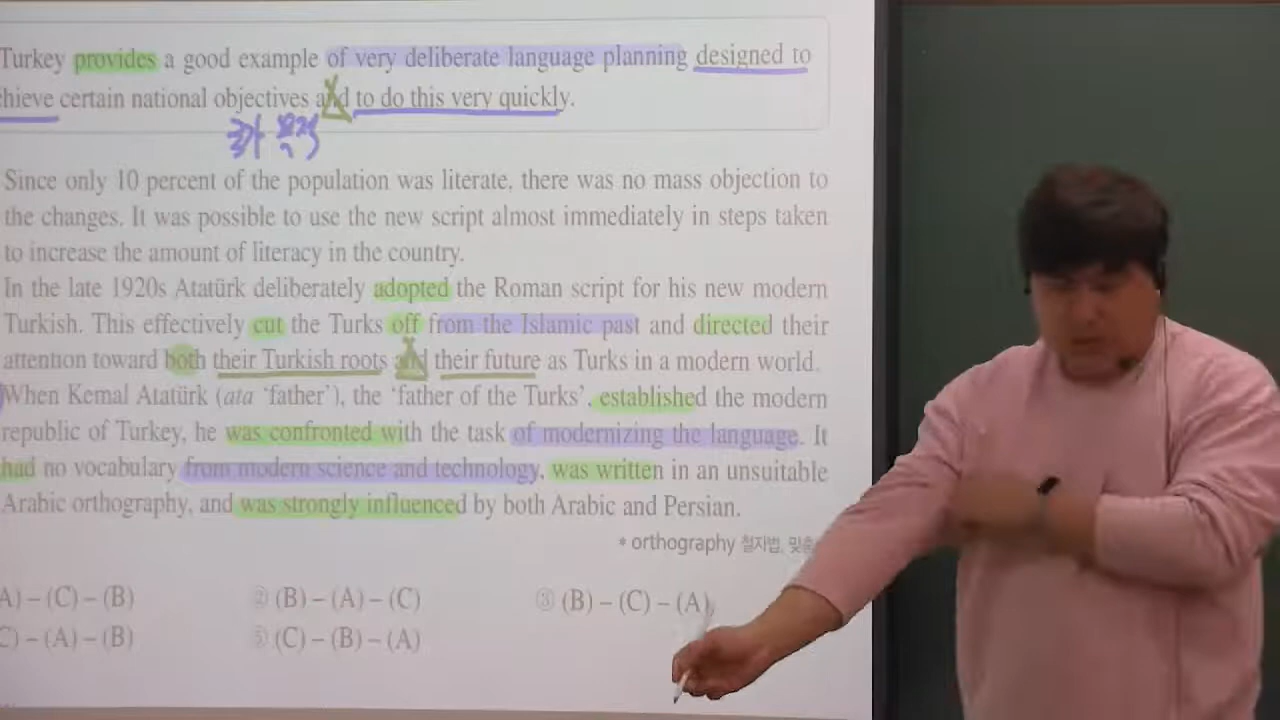 Turkey provides a good example of very deliberate language planning designed to
hieve certain national objectives and to do this very quickly.
국가 목적
Since only 10 percent of the population was literate, there was no mass objection to
the changes. It was possible to use the new script almost immediately in steps taken
to increase the amount of literacy in the country.
In the late 1920s Atatürk deliberately adopted the Roman script for his new modern
Turkish. This effectively cut the Turks off from the Islamic past and directed their
attention toward both their Turkish roots and their future as Turks in a modern world.
When Kemal Atatürk (ata ‘father’), the ‘father of the Turks’, established the modern
republic of Turkey, he was confronted with the task of modernizing the language. It
had no vocabulary from modern science and technology, was written in an unsuitable
Arabic orthography, and was strongly influenced by both Arabic and Persian.
* orthography 철자법, 맞춤
A) – (C) – (B) ② (B) – (A) – (C) ③ (B) – (C) – (A)
C) – (A) – (B) ⑤ (C) – (B) – (A)